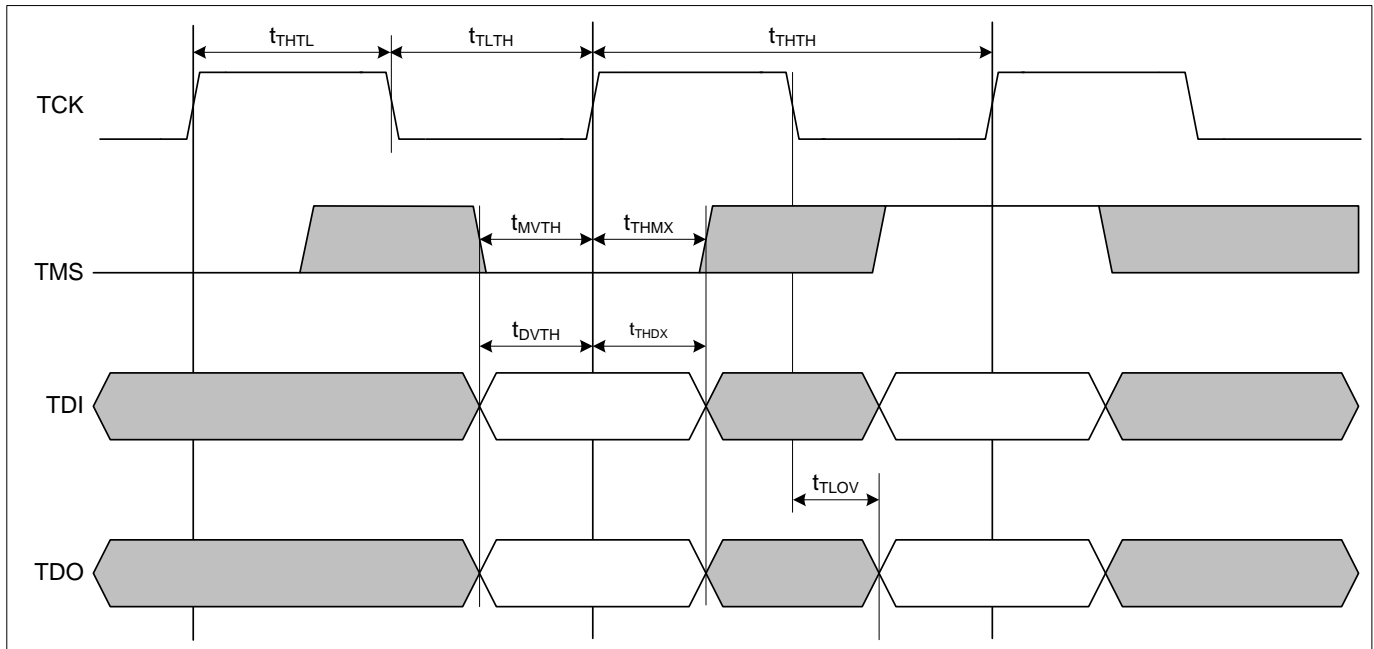 tTHTL tTLTH tTHTH
TCK
tMVTH tTHMX
TMS
tDVTH tTHDX
TDI
tTLOV
TDO